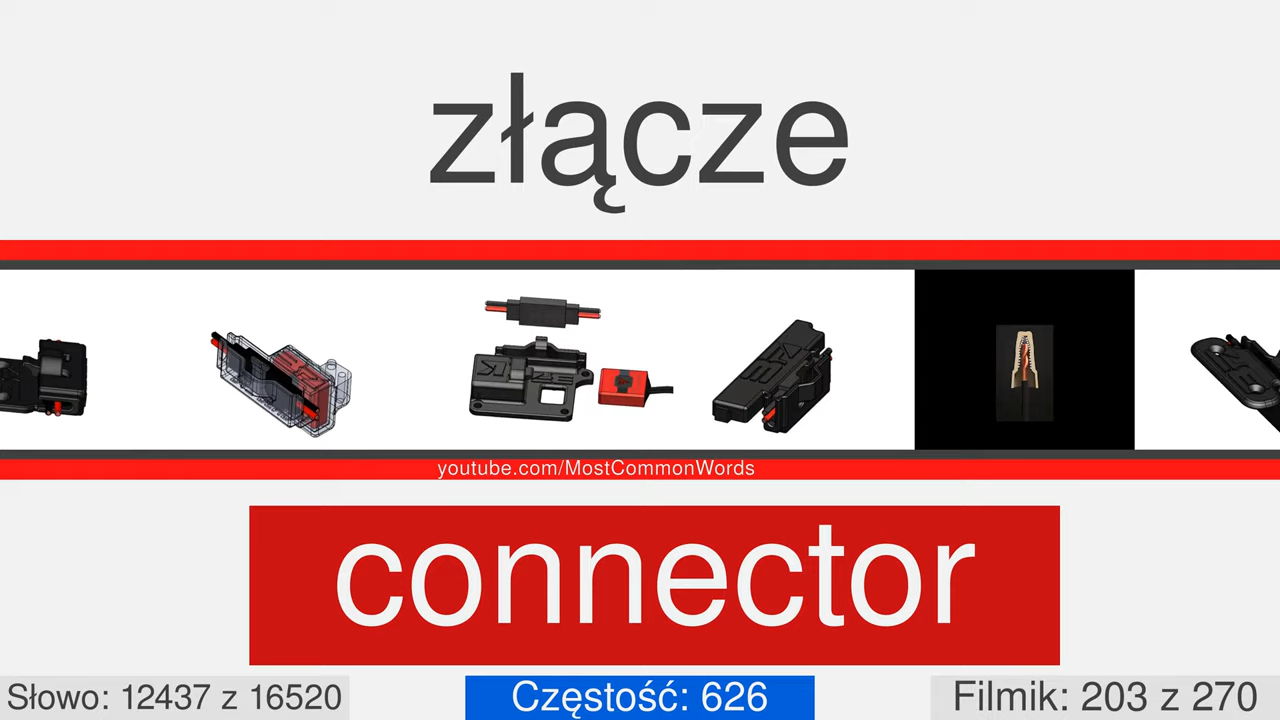 złącze
youtube.com/MostCommonWords
connector
Słowo: 12437 z 16520
Częstość: 626
Filmik: 203 z 270